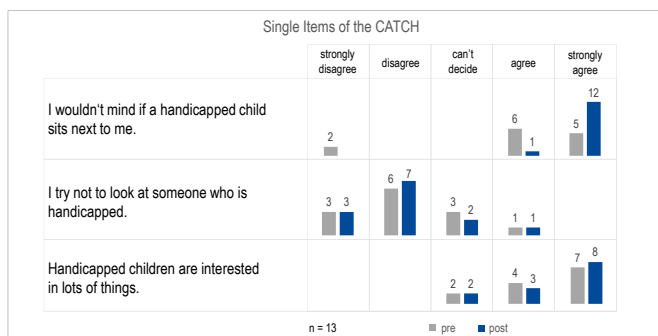 Single Items of the CATCH
strongly disagree
disagree
can't decide
agree
strongly agree
I wouldn't mind if a handicapped child
sits next to me.
2
6
1
5
12
I try not to look at someone who is
handicapped.
3 3
6 7
3 2
1 1
Handicapped children are interested
in lots of things.
2 2
4 3
7 8
n = 13
pre
post